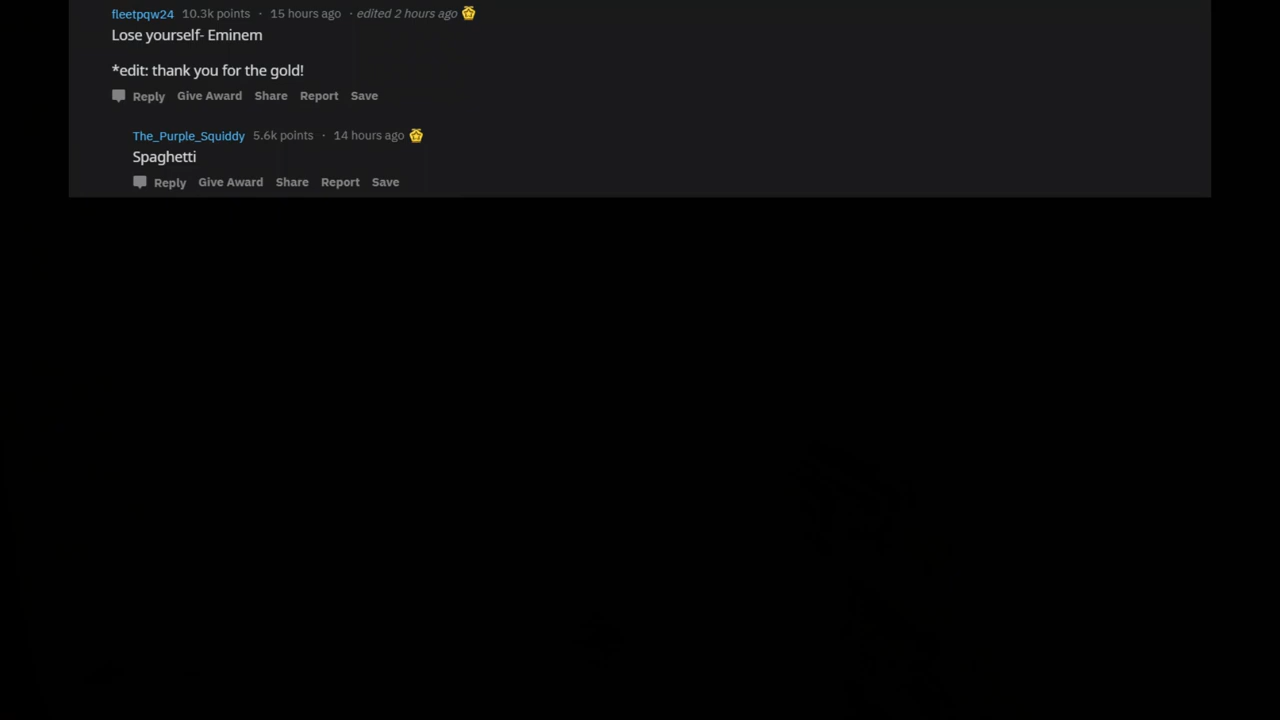 fleetpqw24 10.3k points · 15 hours ago · edited 2 hours ago
Lose yourself- Eminem
*edit: thank you for the gold!
Reply Give Award Share Report Save
The_Purple_Squiddy 5.6k points · 14 hours ago
Spaghetti
Reply Give Award Share Report Save